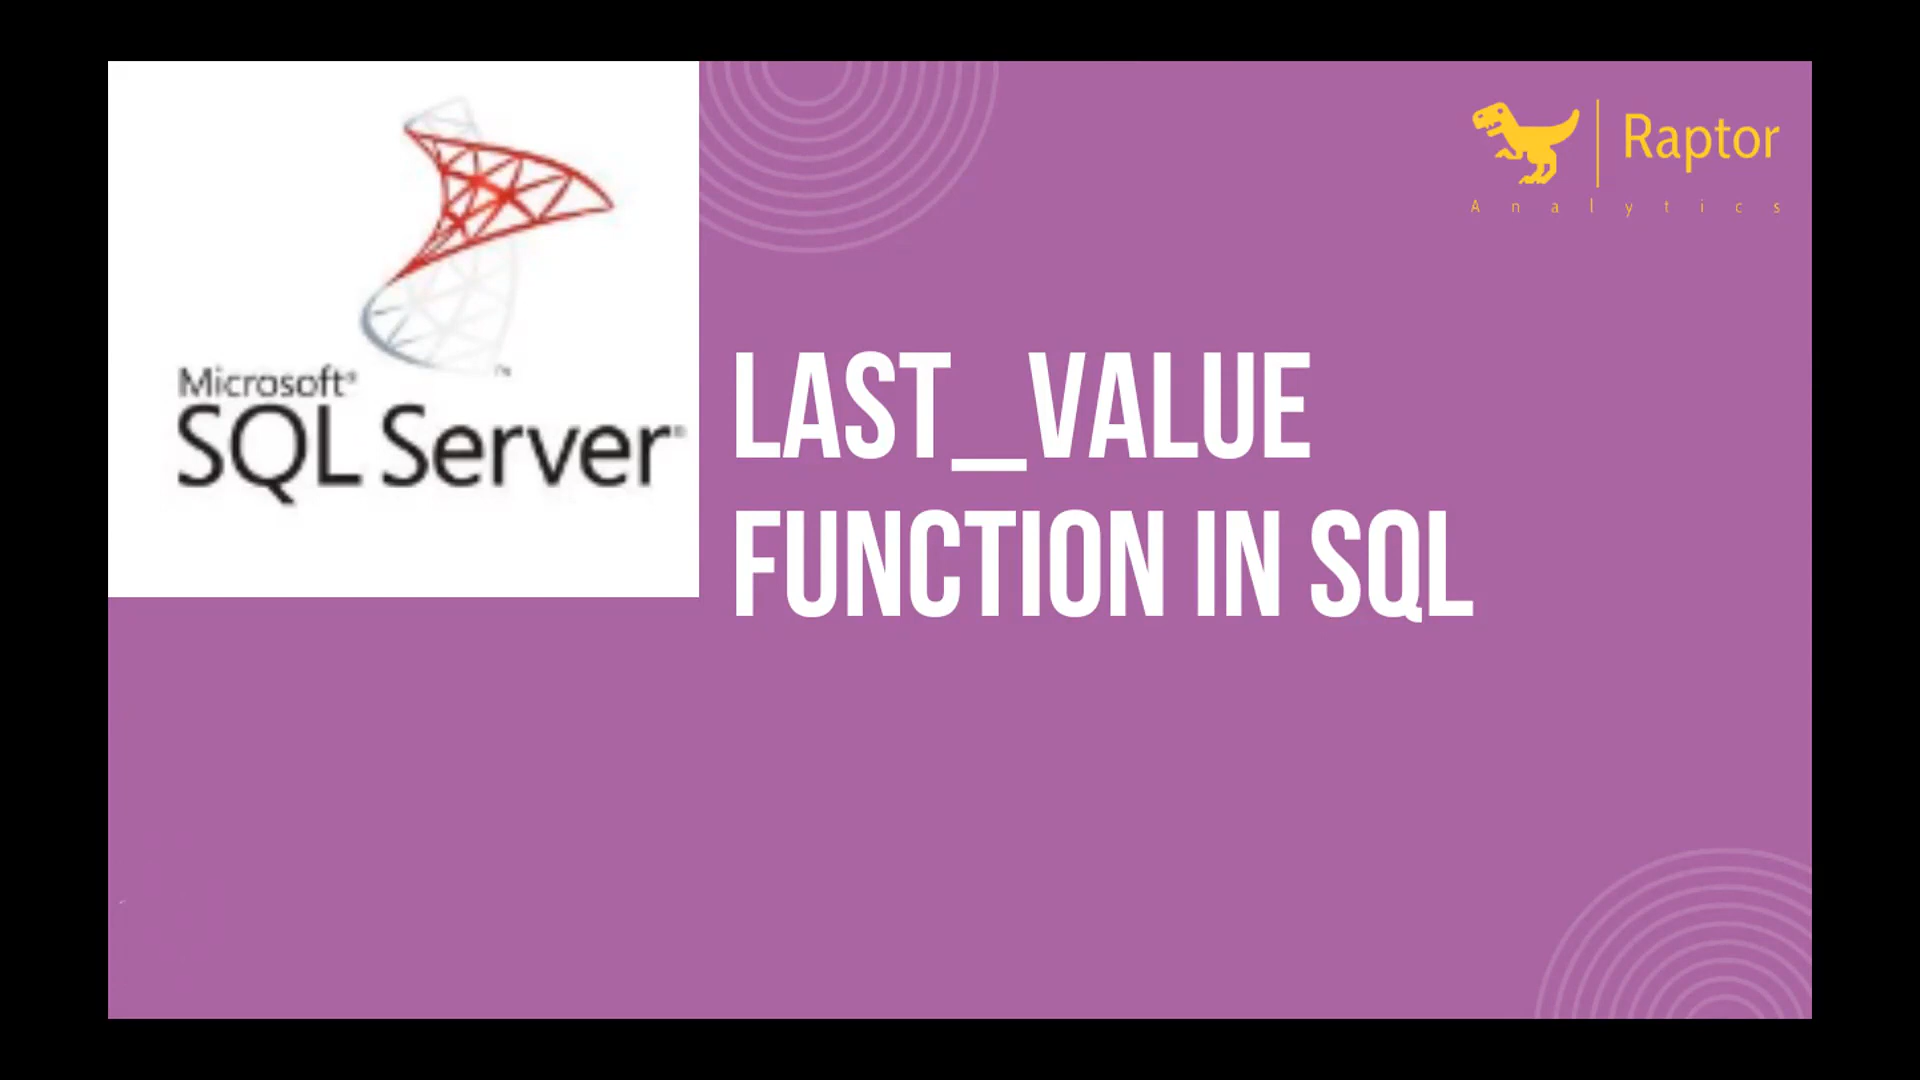 Microsoft®
SQL Server®
Raptor
Analytics
LAST_VALUE
FUNCTION IN SQL